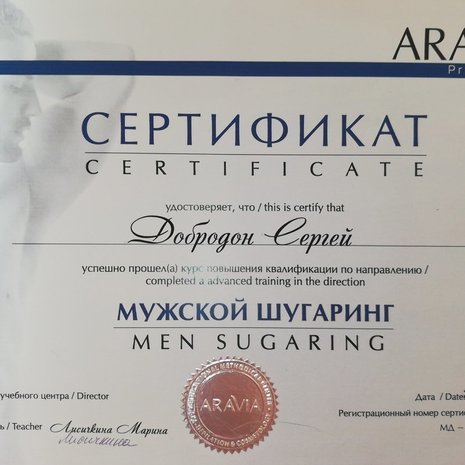 ARA
Pr
СЕРТИФИКАТ
CERTIFICATE
удостоверяет, что / this is certify that
Добродон Сергей
успешно прошел(а) курс повышения квалификации по направлению /
completed a advanced training in the direction
МУЖСКОЙ ШУГАРИНГ
MEN SUGARING
учебного центра / Director
Дата / Date
ь / Teacher Лисичкина Марина
Регистрационный номер серти
МД –
ARAVIA